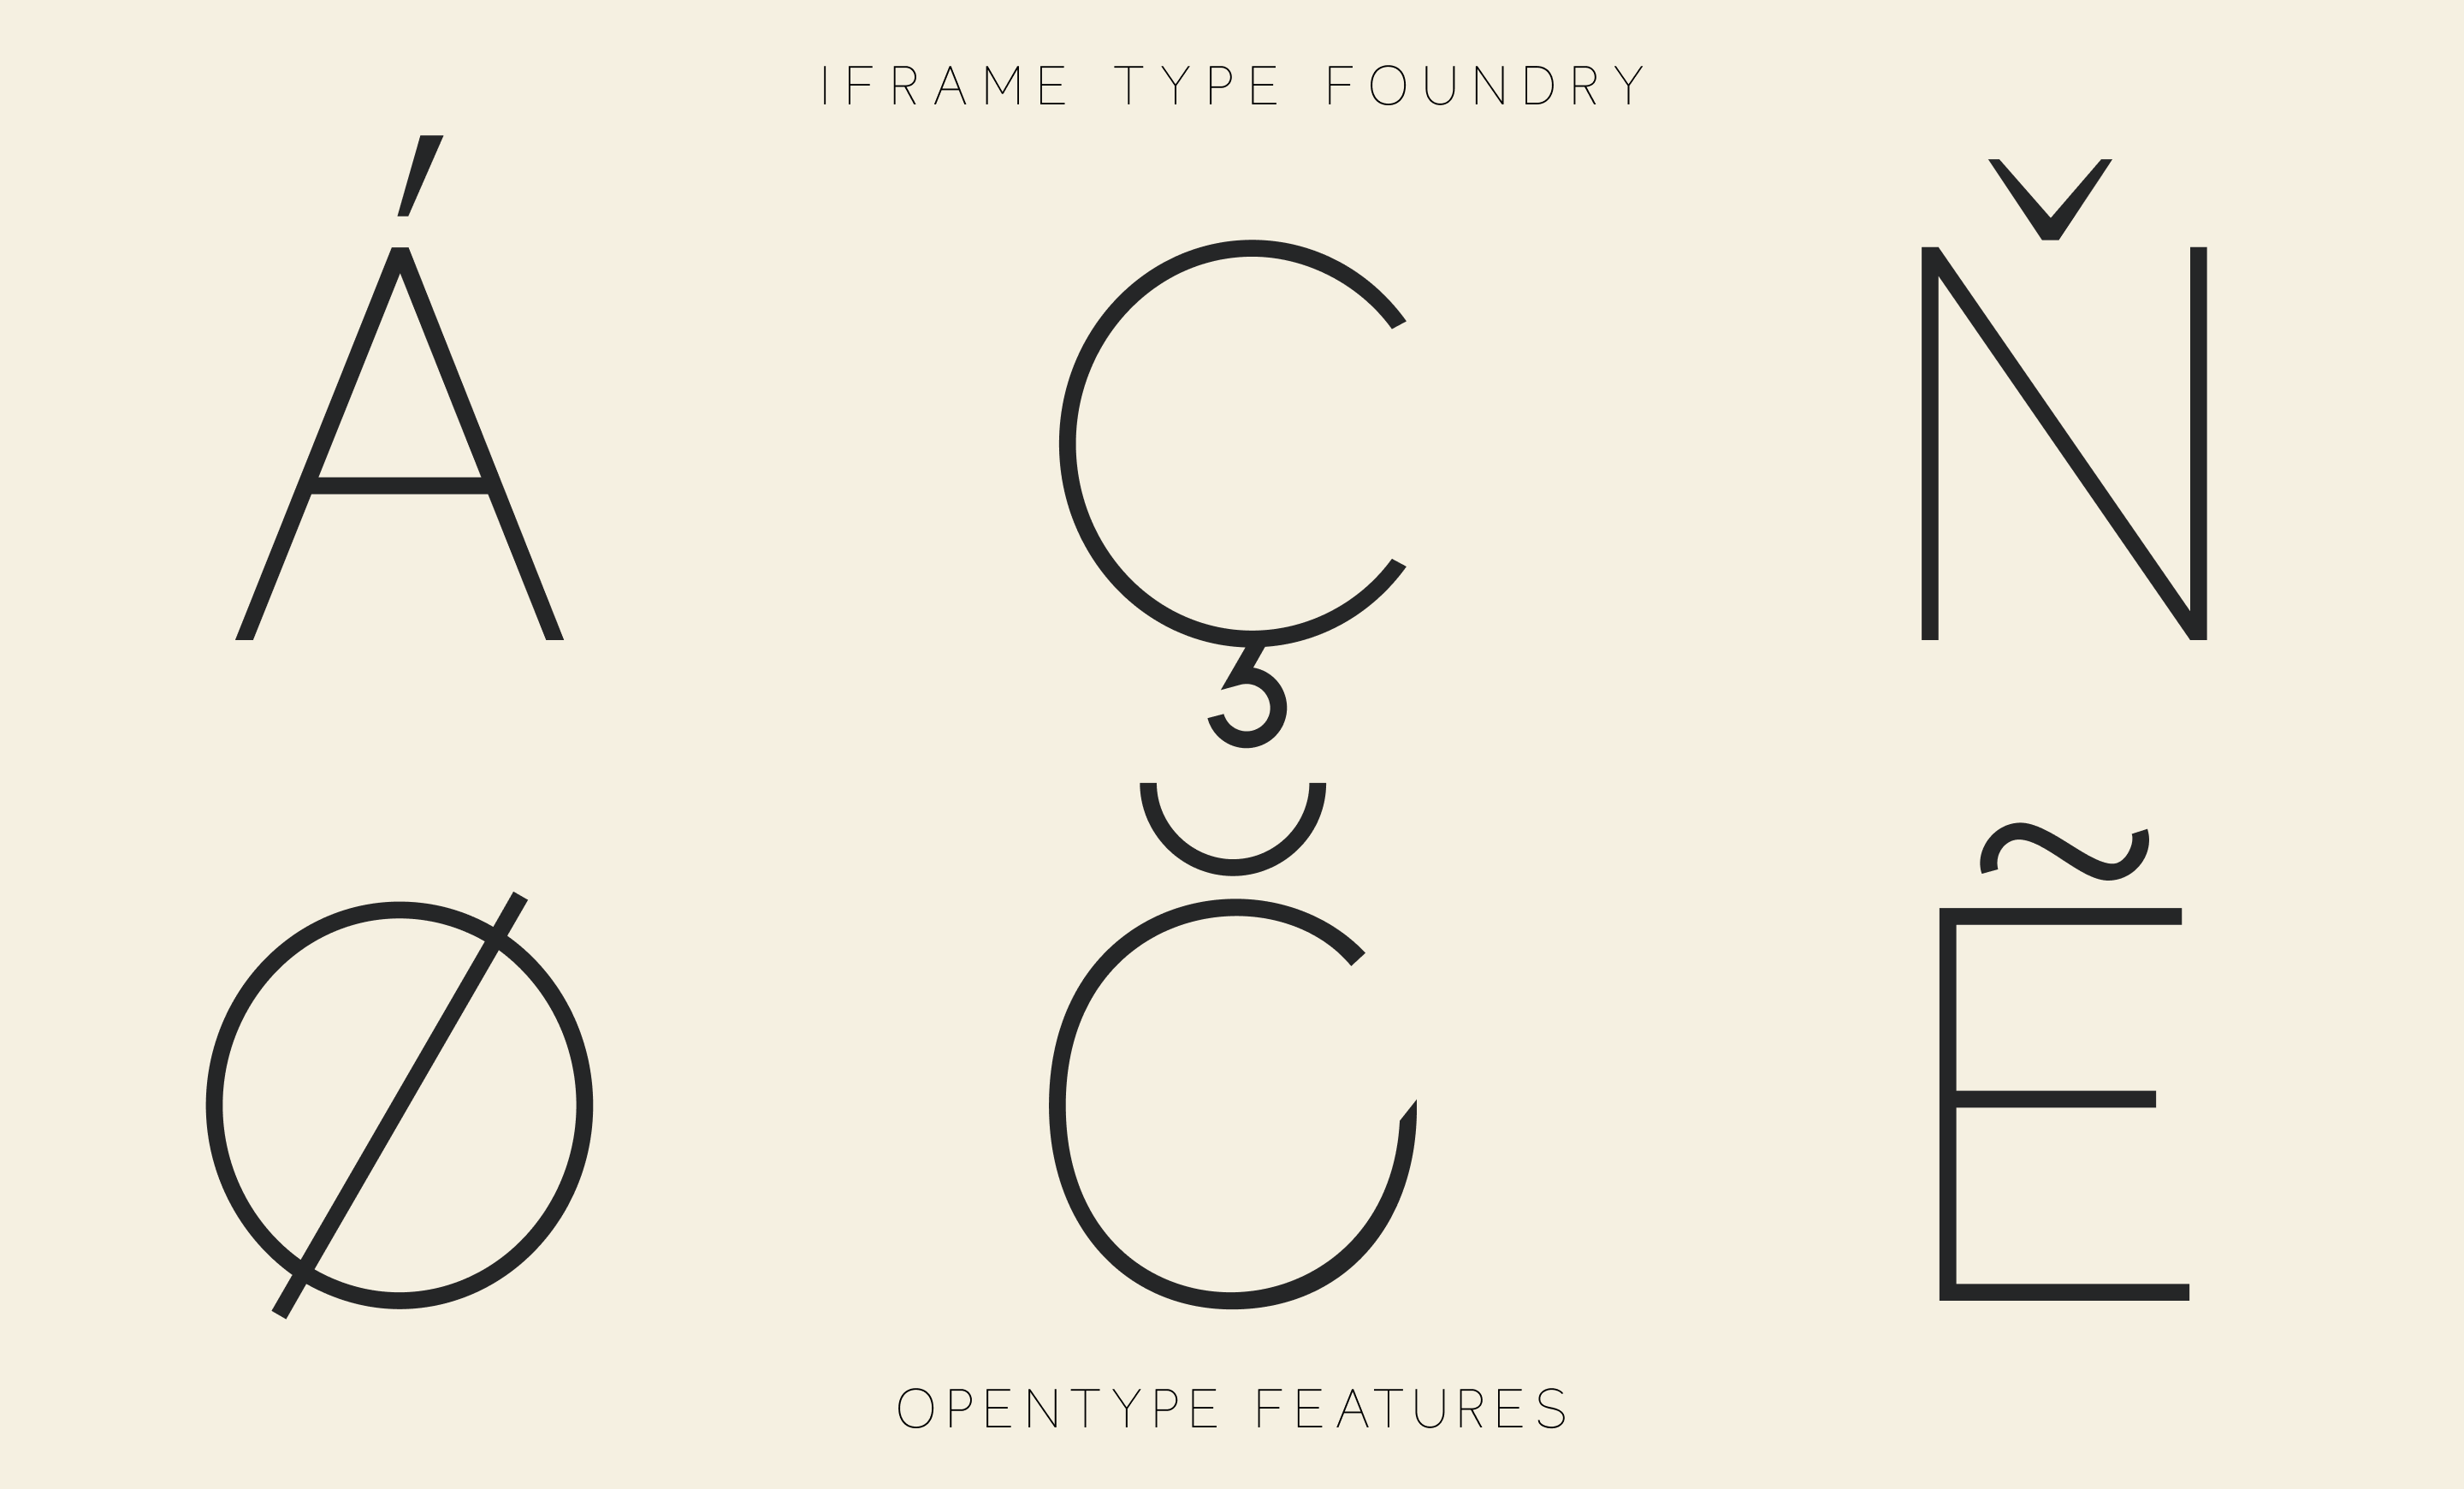 IFRAME TYPE FOUNDRY
Á Ç Ň
Ø Ğ Ẽ
OPENTYPE FEATURES